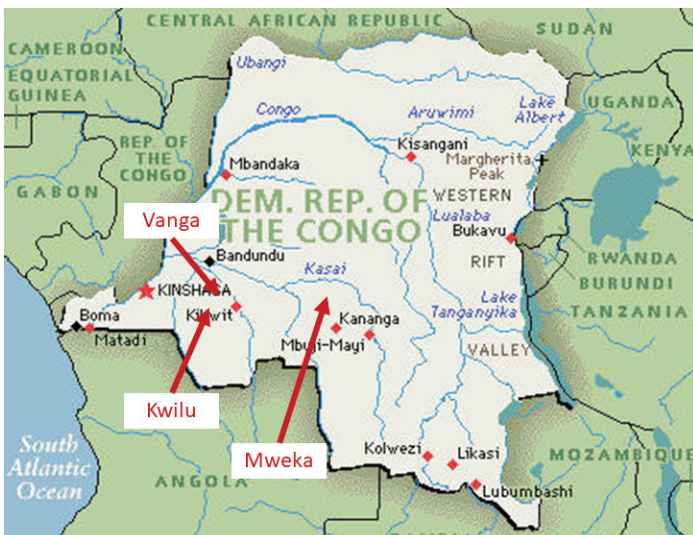 CENTRAL AFRICAN REPUBLIC
SUDAN
CAMEROON
EQUATORIAL
GUINEA
Ubangi
Lake
Albert
UGANDA
Congo
Aruwimi
REP. OF
THE
CONGO
Kisangani
KENYA
Mbandaka
Margherita
Peak
GABON
WESTERN
DEM. REP. OF
THE CONGO
Vanga
Lualaba
Bukavu
Bandundu
Kasai
RIFT
RWANDA
BURUNDI
KINSHASA
Lake
Tanganyika
TANZANIA
Boma
Matadi
Kikwit
Kananga
Mbuji-Mayi
VALLEY
Kwilu
Mweka
South
Atlantic
Ocean
Kolwezi
Likasi
MOZAMBIQUE
ANGOLA
Lubumbashi